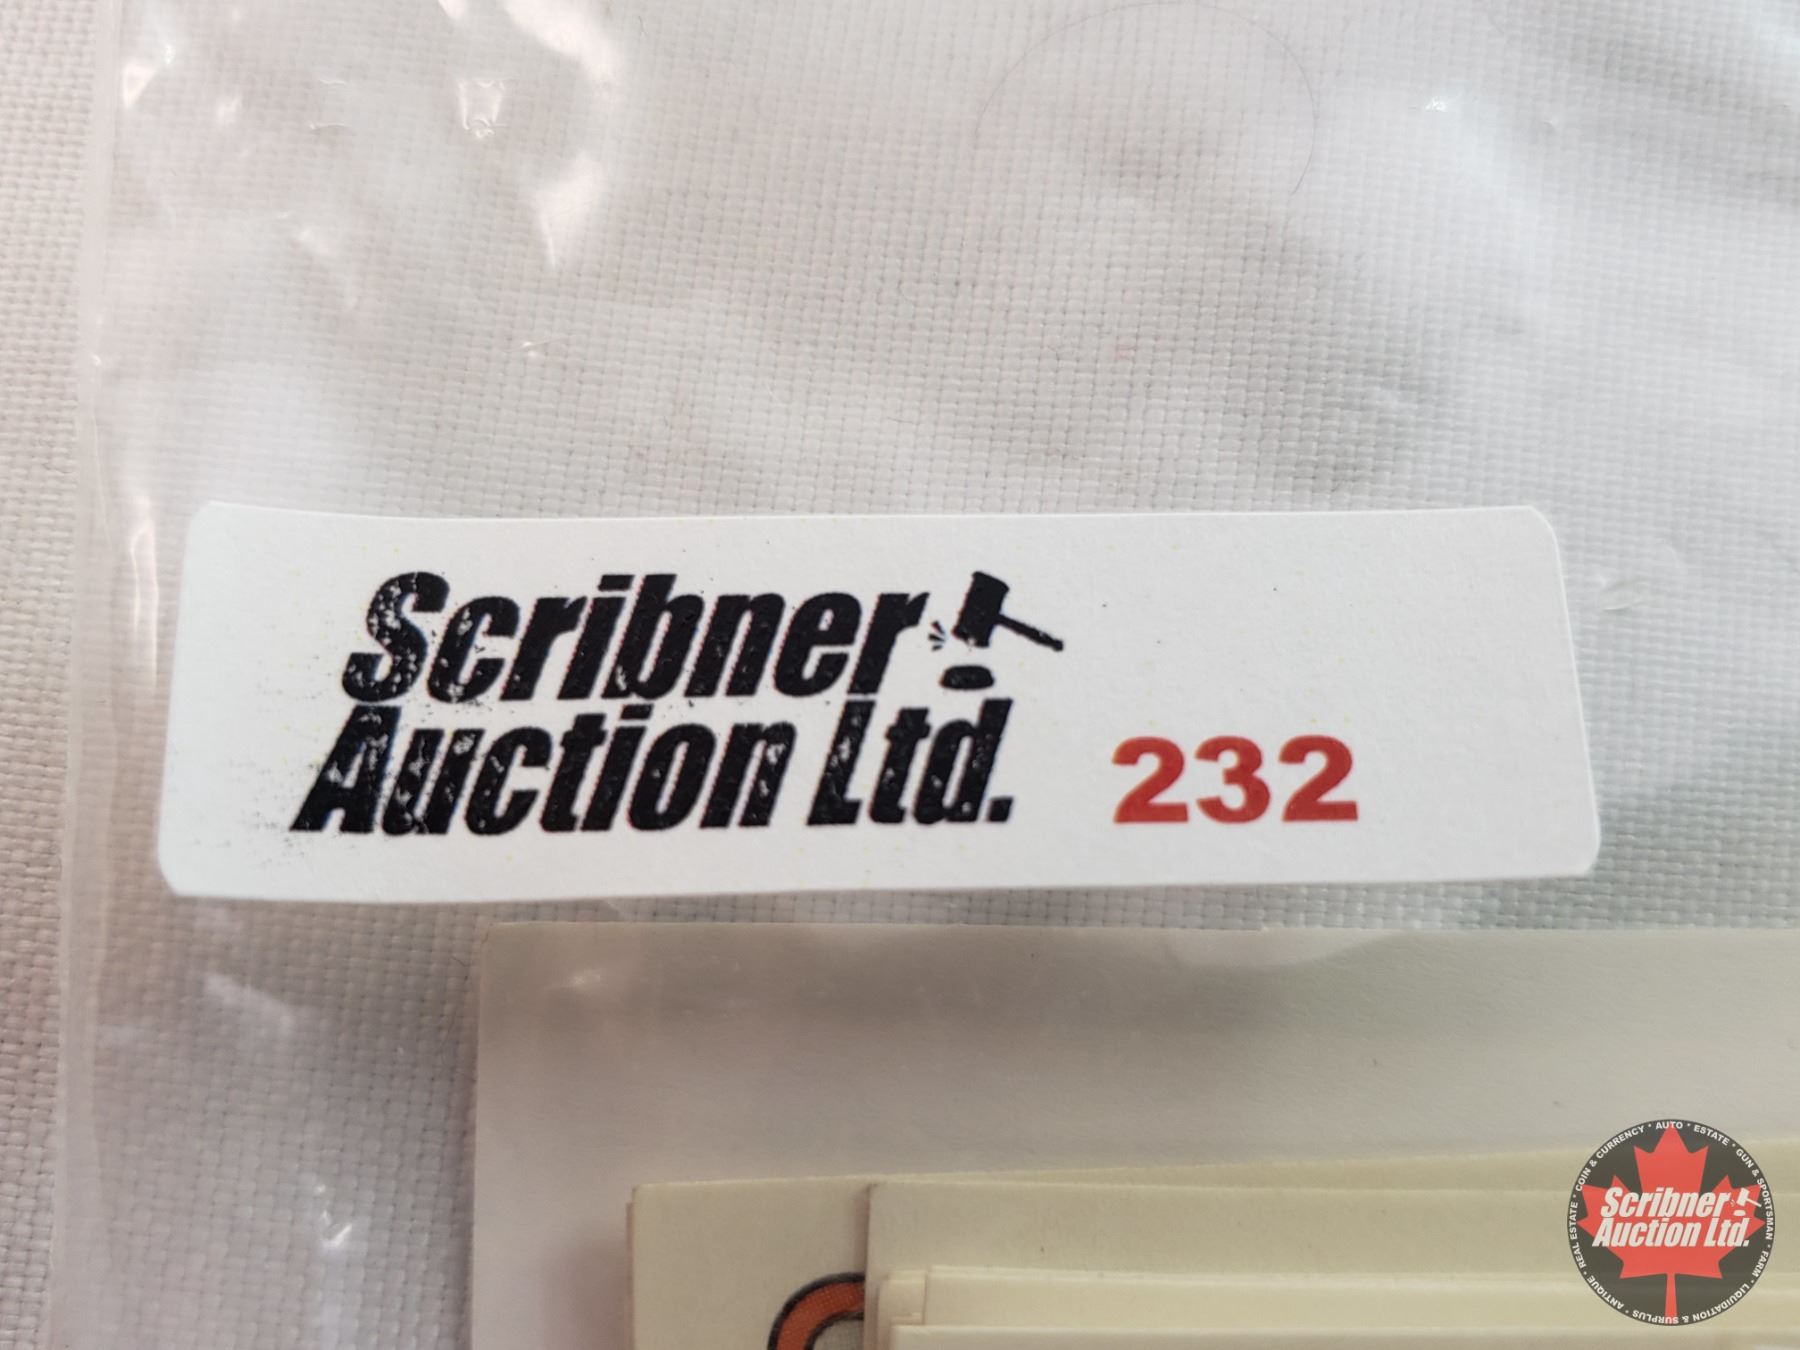 Scribner
Auction Ltd. 232
COIN & CURRENCY * AUTO * ESTATE * GUN & SPORTSMAN * FARM * LIQUIDATION & SURPLUS * ANTIQUE * REAL ESTATE *
Scribner
Auction Ltd.